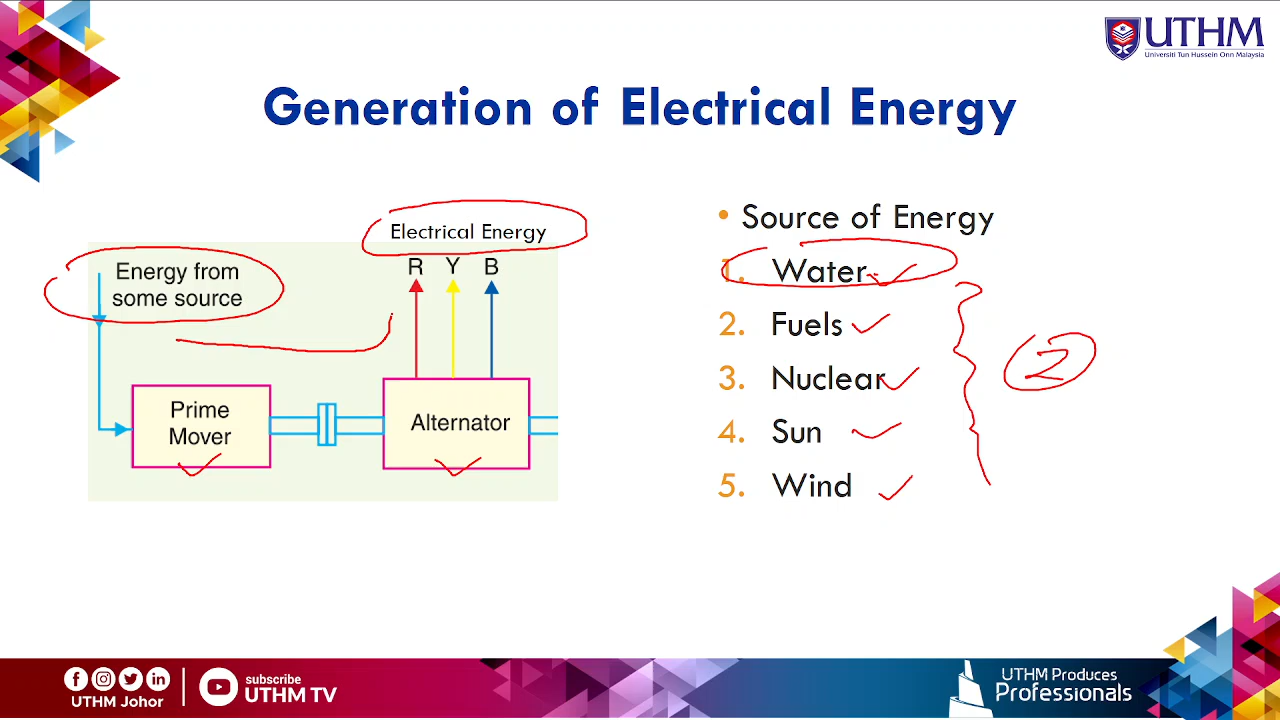 UTHM
Universiti Tun Hussein Onn Malaysia
Generation of Electrical Energy
Electrical Energy
R Y B
Energy from
some source
Prime
Mover
Alternator
• Source of Energy
1. Water
2. Fuels
3. Nuclear
4. Sun
5. Wind
2
UTHM Johor
subscribe
UTHM TV
UTHM Produces
Professionals